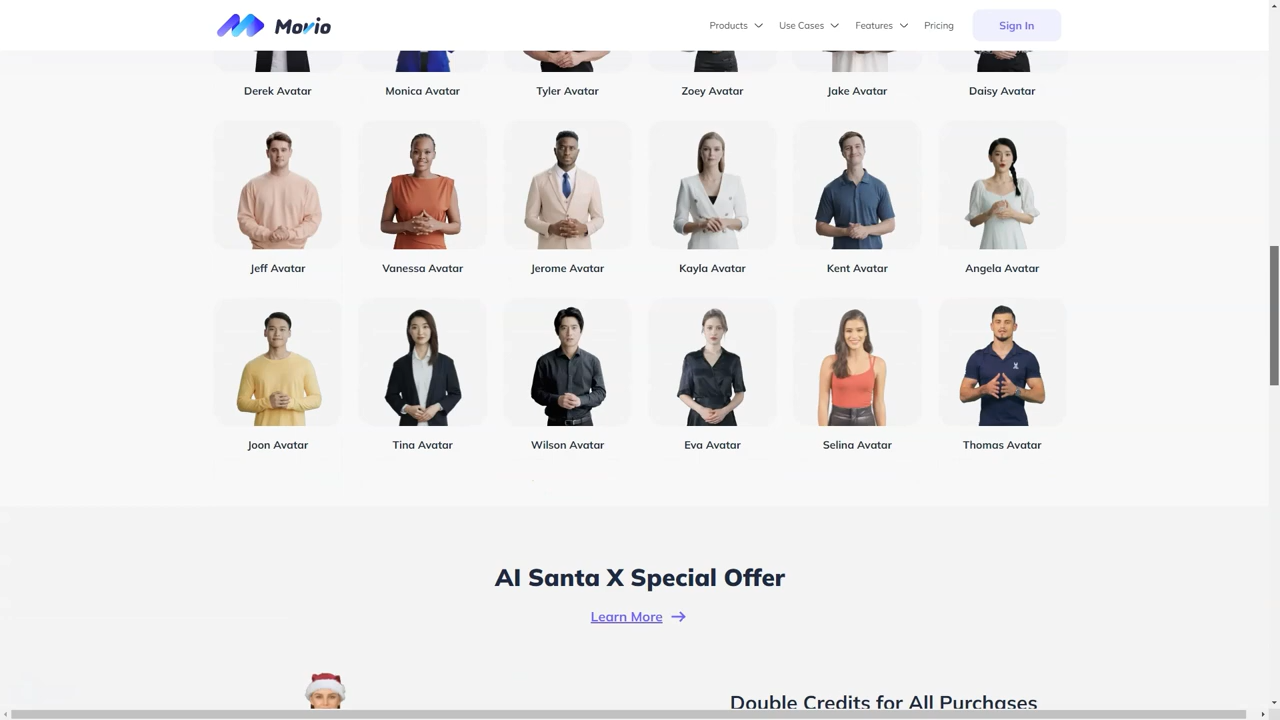 Movio
Products Use Cases Features Pricing Sign In
Derek Avatar Monica Avatar Tyler Avatar Zoey Avatar Jake Avatar Daisy Avatar
Jeff Avatar Vanessa Avatar Jerome Avatar Kayla Avatar Kent Avatar Angela Avatar
Joon Avatar Tina Avatar Wilson Avatar Eva Avatar Selina Avatar Thomas Avatar
AI Santa X Special Offer
Learn More →
Double Credits for All Purchases